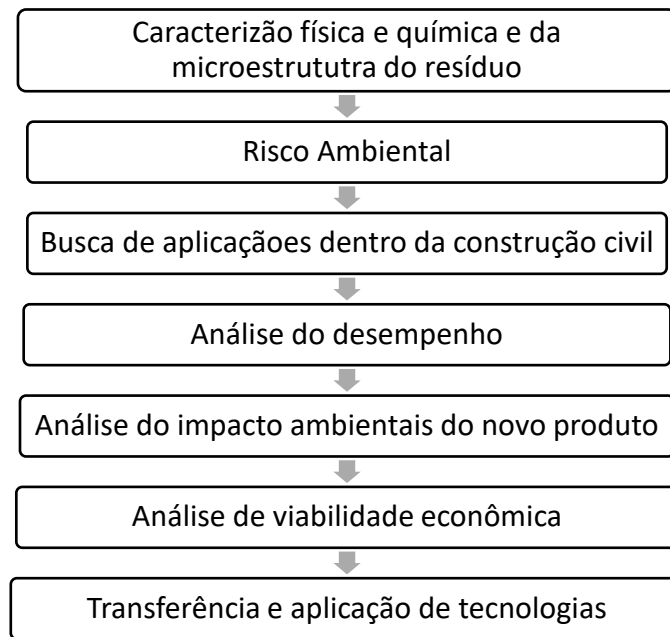 Caracterizão física e química e da
microestrututra do resíduo
Risco Ambiental
Busca de aplicaçãoes dentro da construção civil
Análise do desempenho
Análise do impacto ambientais do novo produto
Análise de viabilidade econômica
Transferência e aplicação de tecnologias